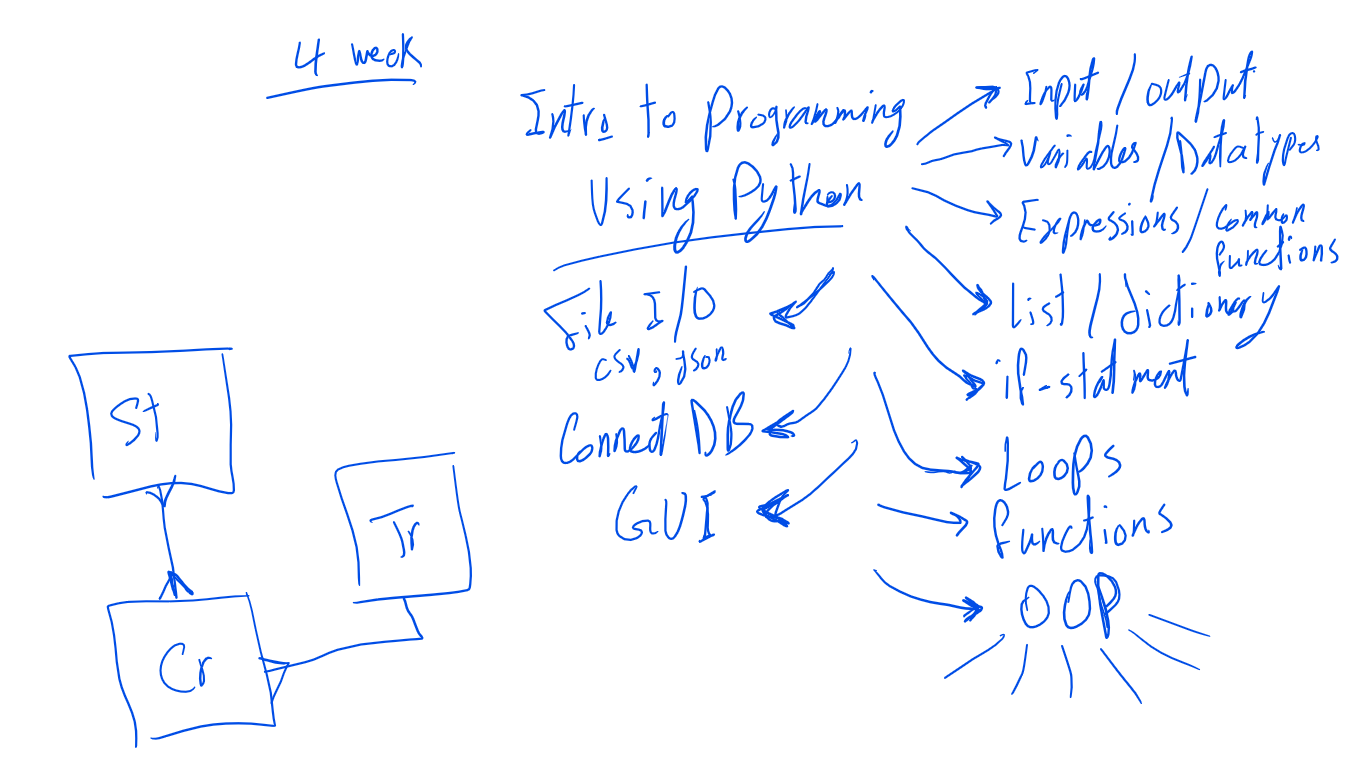 4 week
Intro to programming
Using Python
File I/O
csv, json
Connect DB
GUI
Input / output
Variables / Datatypes
Expressions / common
functions
List / dictionary
if-statment
Loops
functions
OOP
St
Tr
Cr